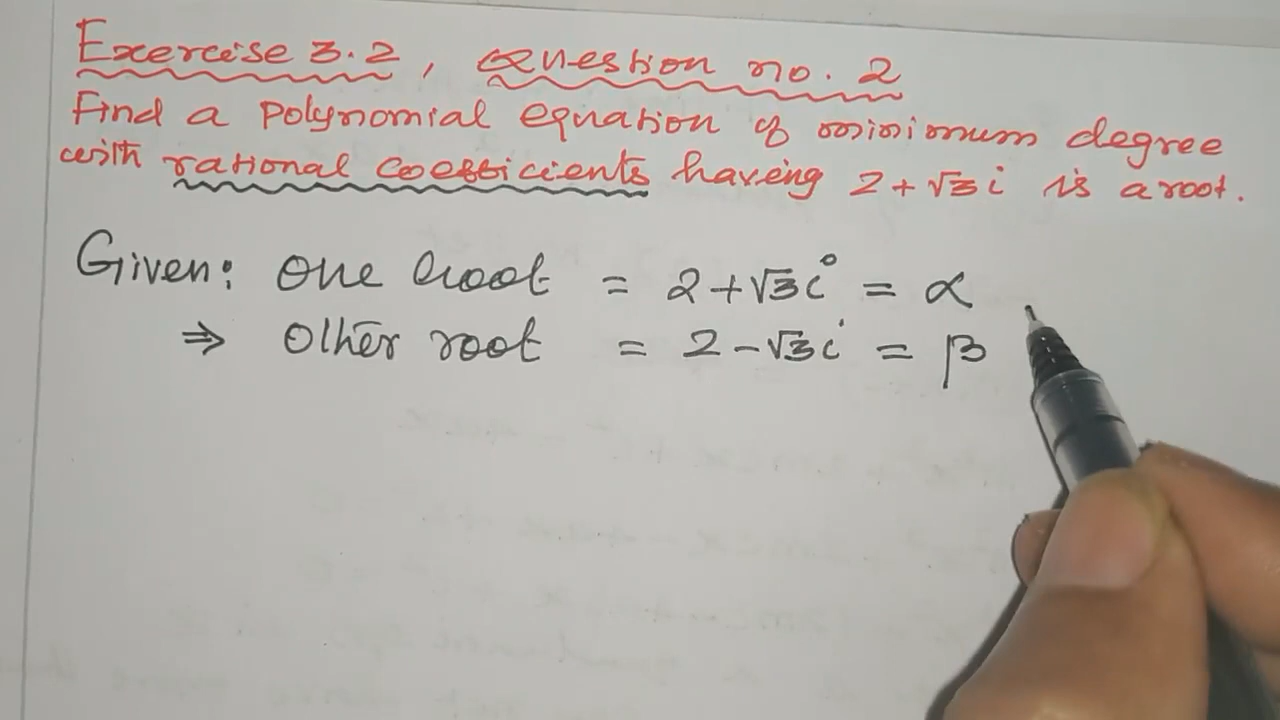 Exercise 3.2, Question no. 2
Find a polynomial equation of minimum degree
with rational coefficients having 2+√3i is a root.
Given: One root = 2+√3i = α
⇒ Other root = 2-√3i = β